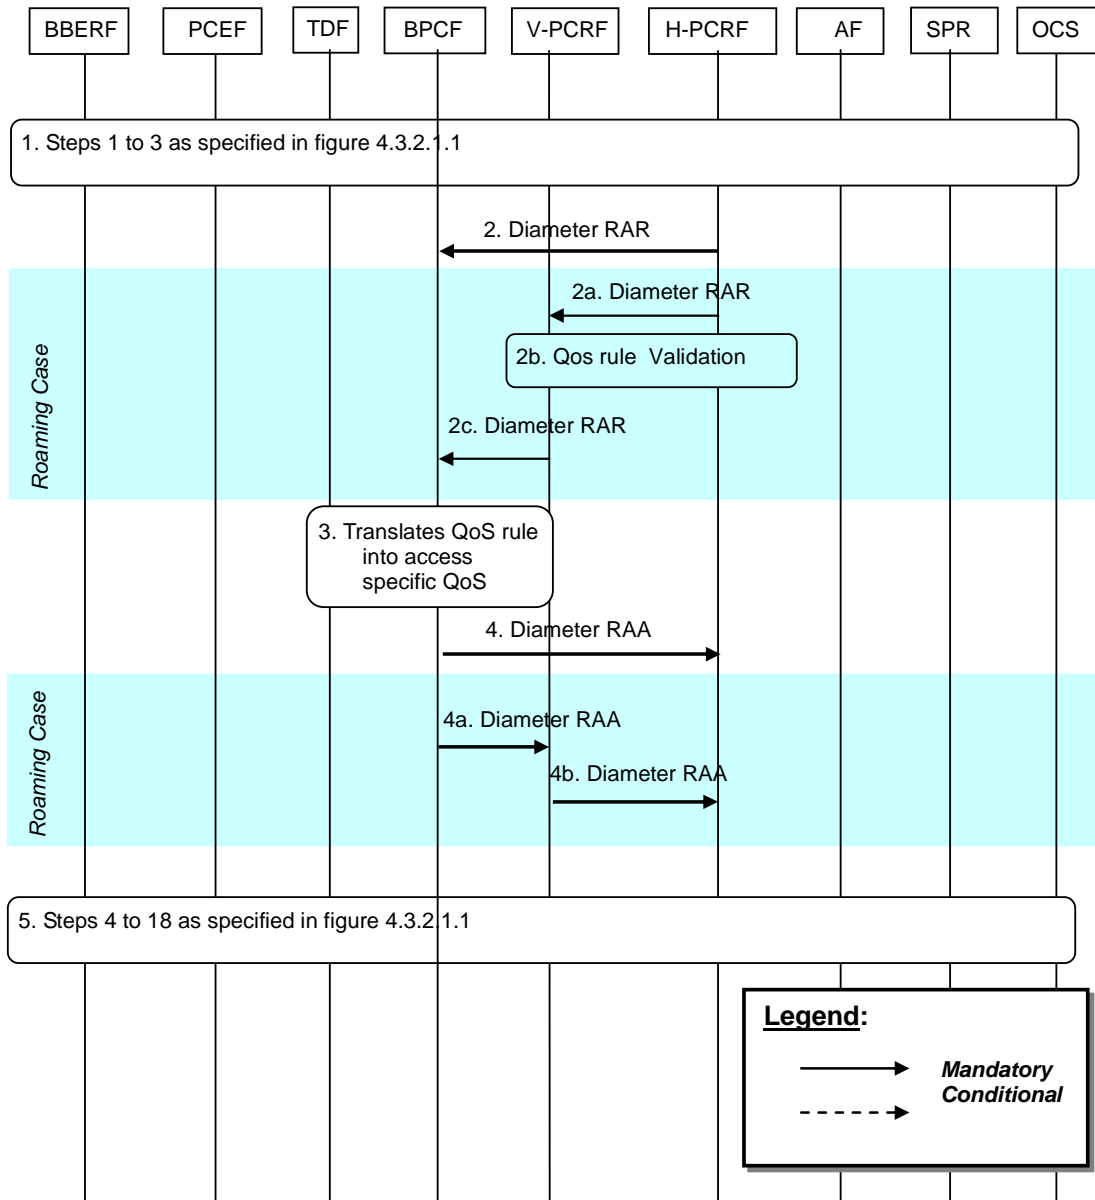 BBERF PCEF TDF BPCF V-PCRF H-PCRF AF SPR OCS
1. Steps 1 to 3 as specified in figure 4.3.2.1.1
2. Diameter RAR
2a. Diameter RAR
2b. Qos rule Validation
Roaming Case
2c. Diameter RAR
3. Translates QoS rule
into access
specific QoS
4. Diameter RAA
Roaming Case
4a. Diameter RAA
4b. Diameter RAA
5. Steps 4 to 18 as specified in figure 4.3.2.1.1
Legend:
Mandatory
Conditional